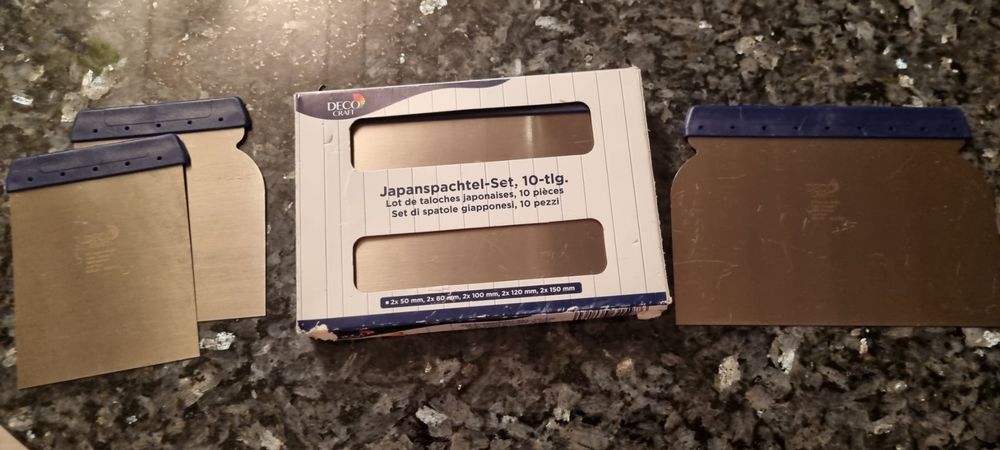 DECO
CRAFT
Japanspachtel-Set, 10-tlg.
Lot de taloches japonaises, 10 pièces
Set di spatole giapponesi, 10 pezzi
2x 50 mm, 2x 80 mm, 2x 100 mm, 2x 120 mm, 2x 150 mm